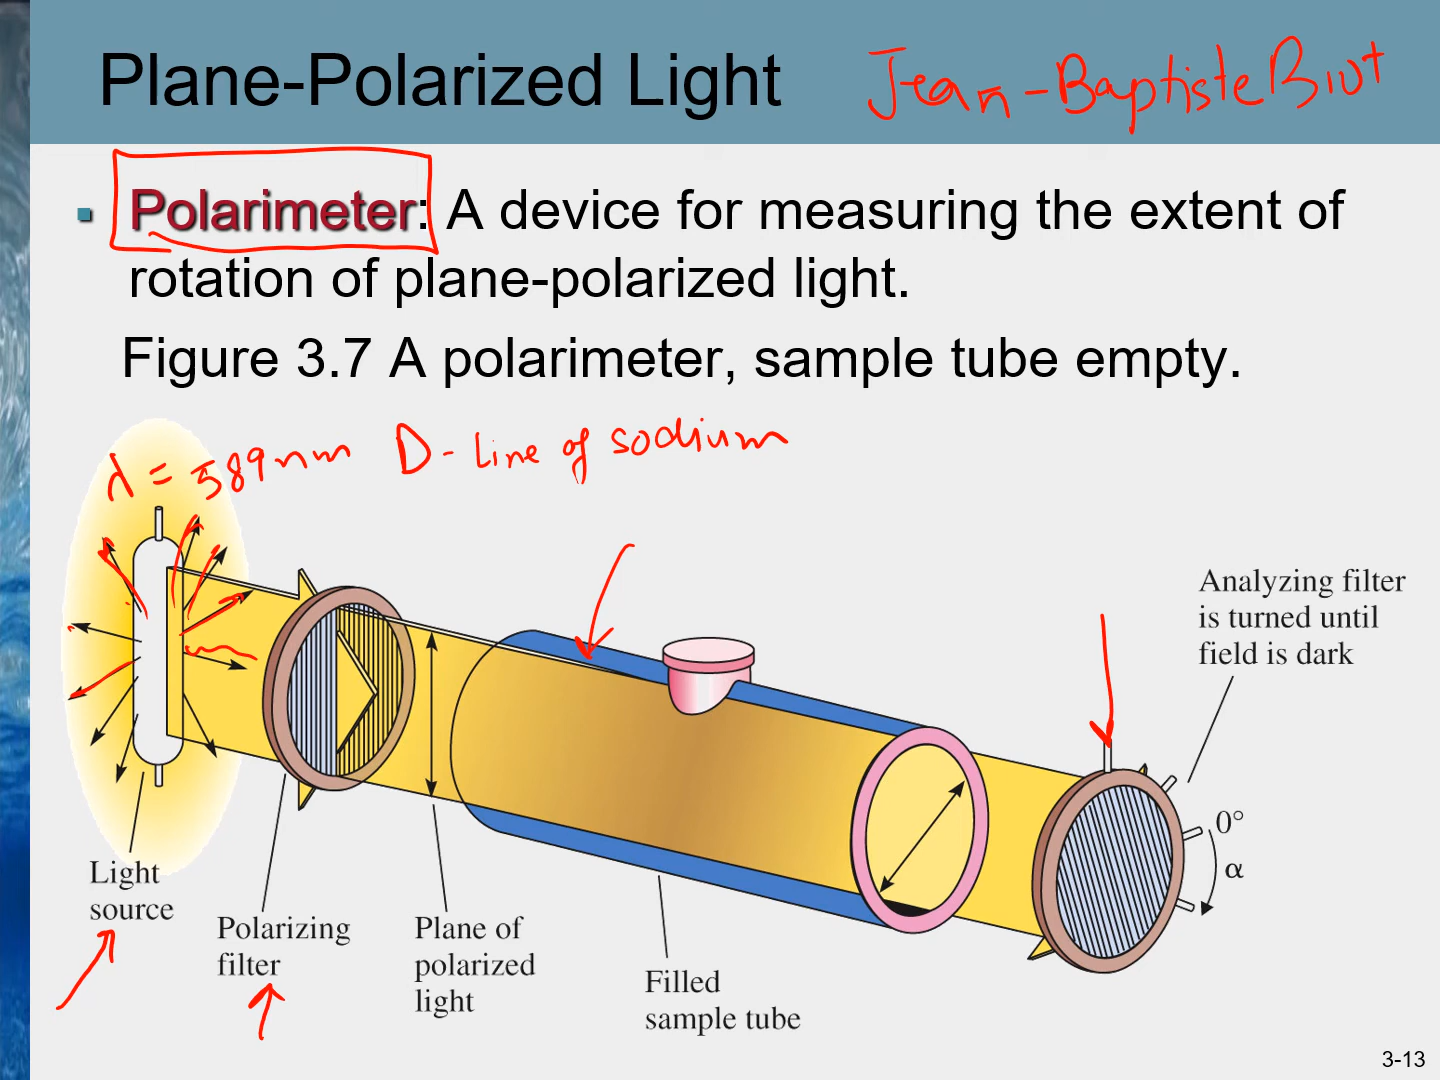 Plane-Polarized Light
Jean-Baptiste Biot
Polarimeter: A device for measuring the extent of
rotation of plane-polarized light.
Figure 3.7 A polarimeter, sample tube empty.
λ = 589nm D-line of sodium
Analyzing filter
is turned until
field is dark
0°
α
Light
source
Polarizing
filter
Plane of
polarized
light
Filled
sample tube
3-13